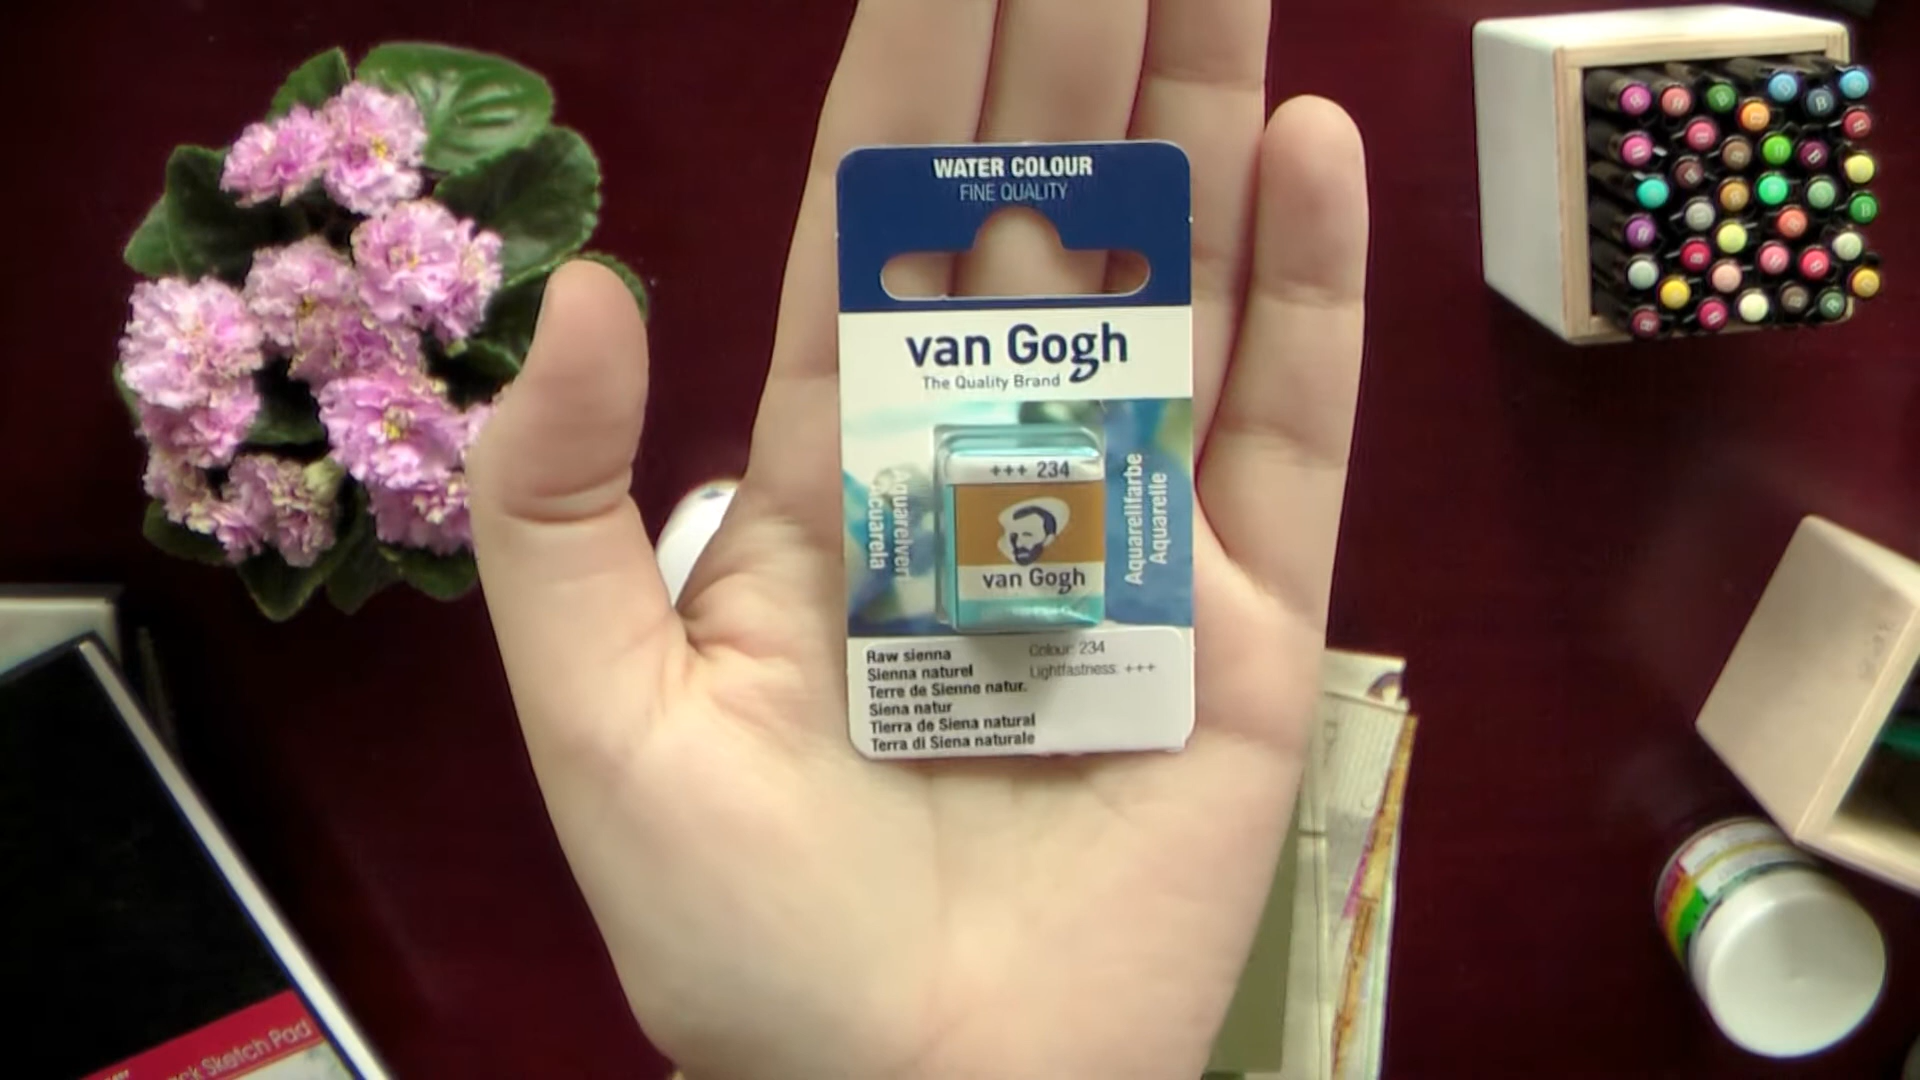 WATER COLOUR
FINE QUALITY
van Gogh
The Quality Brand
+++ 234
van Gogh
Aquarelverf
Acuarela
Aquarellfarbe
Aquarelle
Raw sienna
Sienna naturel
Terre de Sienne natur.
Siena natur
Tierra de Siena natural
Terra di Siena naturale
Colour: 234
Lightfastness: +++
Sketch Pad